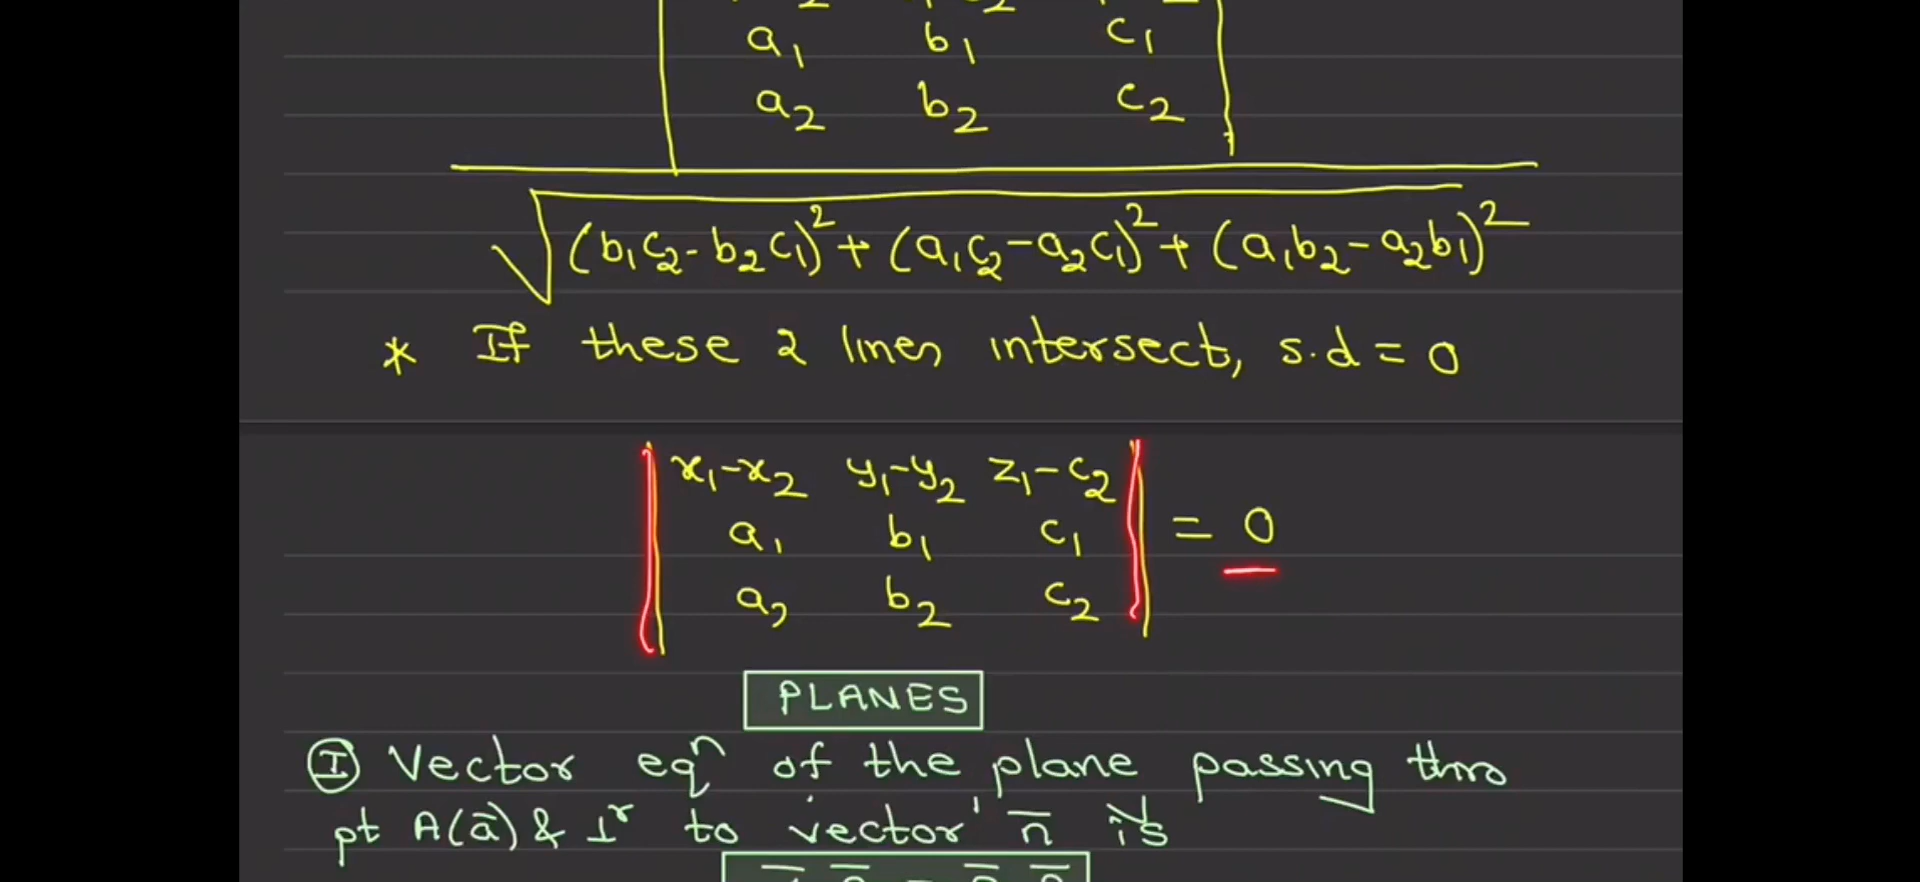 a₁ b₁ c₁
a₂ b₂ c₂
√(b₁c₂-b₂c₁)² + (a₁c₂-a₂c₁)² + (a₁b₂-a₂b₁)²
* If these 2 lines intersect, s.d = 0
| x₁-x₂ y₁-y₂ z₁-c₂ |
| a₁ b₁ c₁ | = 0
| a₂ b₂ c₂ |
PLANES
Ⓘ Vector eqⁿ of the plane passing thro
pt A(ā) & ⊥ʳ to vector n̄ is